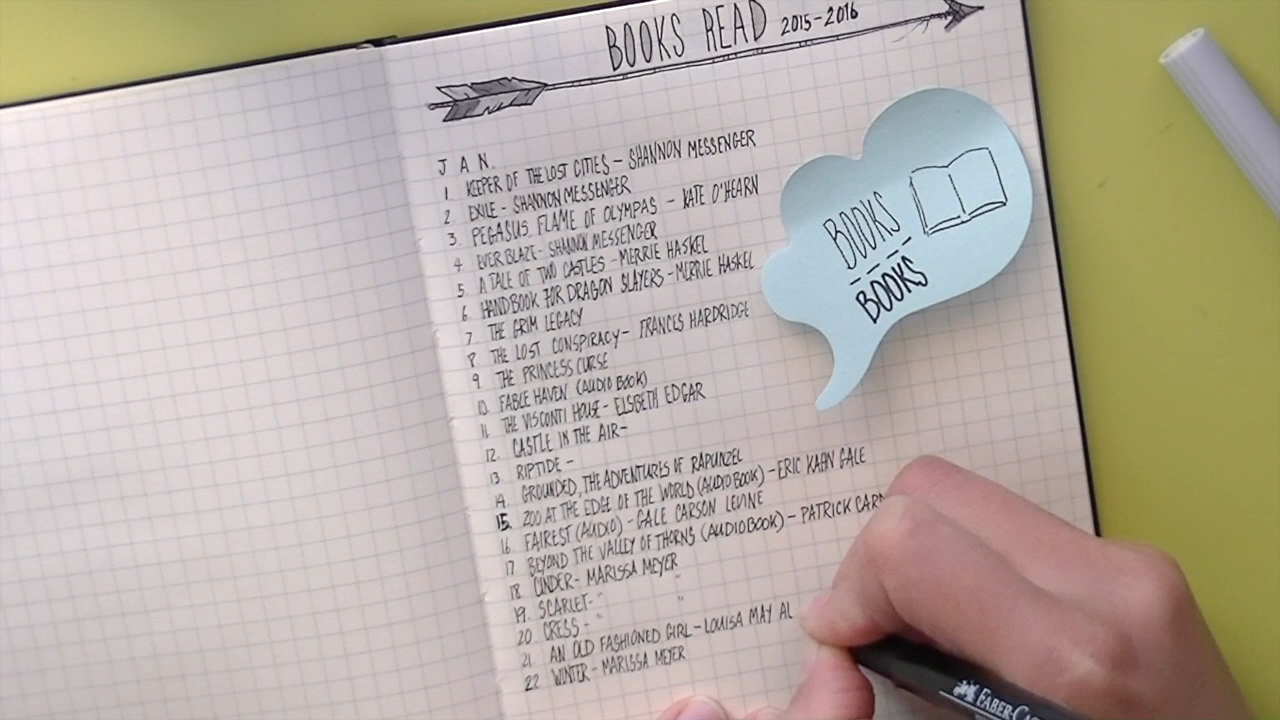 BOOKS READ 2015-2016
J A N.
1. KEEPER OF THE LOST CITIES - SHANNON MESSENGER
2. EXILE - SHANNON MESSENGER
3. PEGASUS, FLAME OF OLYMPAS - KATE O'HEARN
4. EVERBLAZE - SHANNON MESSENGER
5. A TALE OF TWO CASTLES - MERRIE HASKEL
6. HANDBOOK FOR DRAGON SLAYERS - MERRIE HASKEL
7. THE GRIM LEGACY
8. THE LOST CONSPIRACY - FRANCES HARDRIDGE
9. THE PRINCESS CURSE
10. FABLE HAVEN (AUDIO BOOK)
11. THE VISCONTI HOUSE - ELSBETH EDGAR
12. CASTLE IN THE AIR -
13. RIPTIDE -
14. GROUNDED, THE ADVENTURES OF RAPUNZEL
15. ZOO AT THE EDGE OF THE WORLD (AUDIO BOOK) - ERIC KAHN GALE
16. FAIREST (AUDIO) - GALE CARSON LEVINE
17. BEYOND THE VALLEY OF THORNS (AUDIOBOOK) - PATRICK CAR
18. CINDER - MARISSA MEYER
19. SCARLET - " "
20. CRESS - " "
21. AN OLD FASHIONED GIRL - LOUISA MAY AL
22. WINTER - MARISSA MEYER
BOOKS
BOOKS
FABER-CA